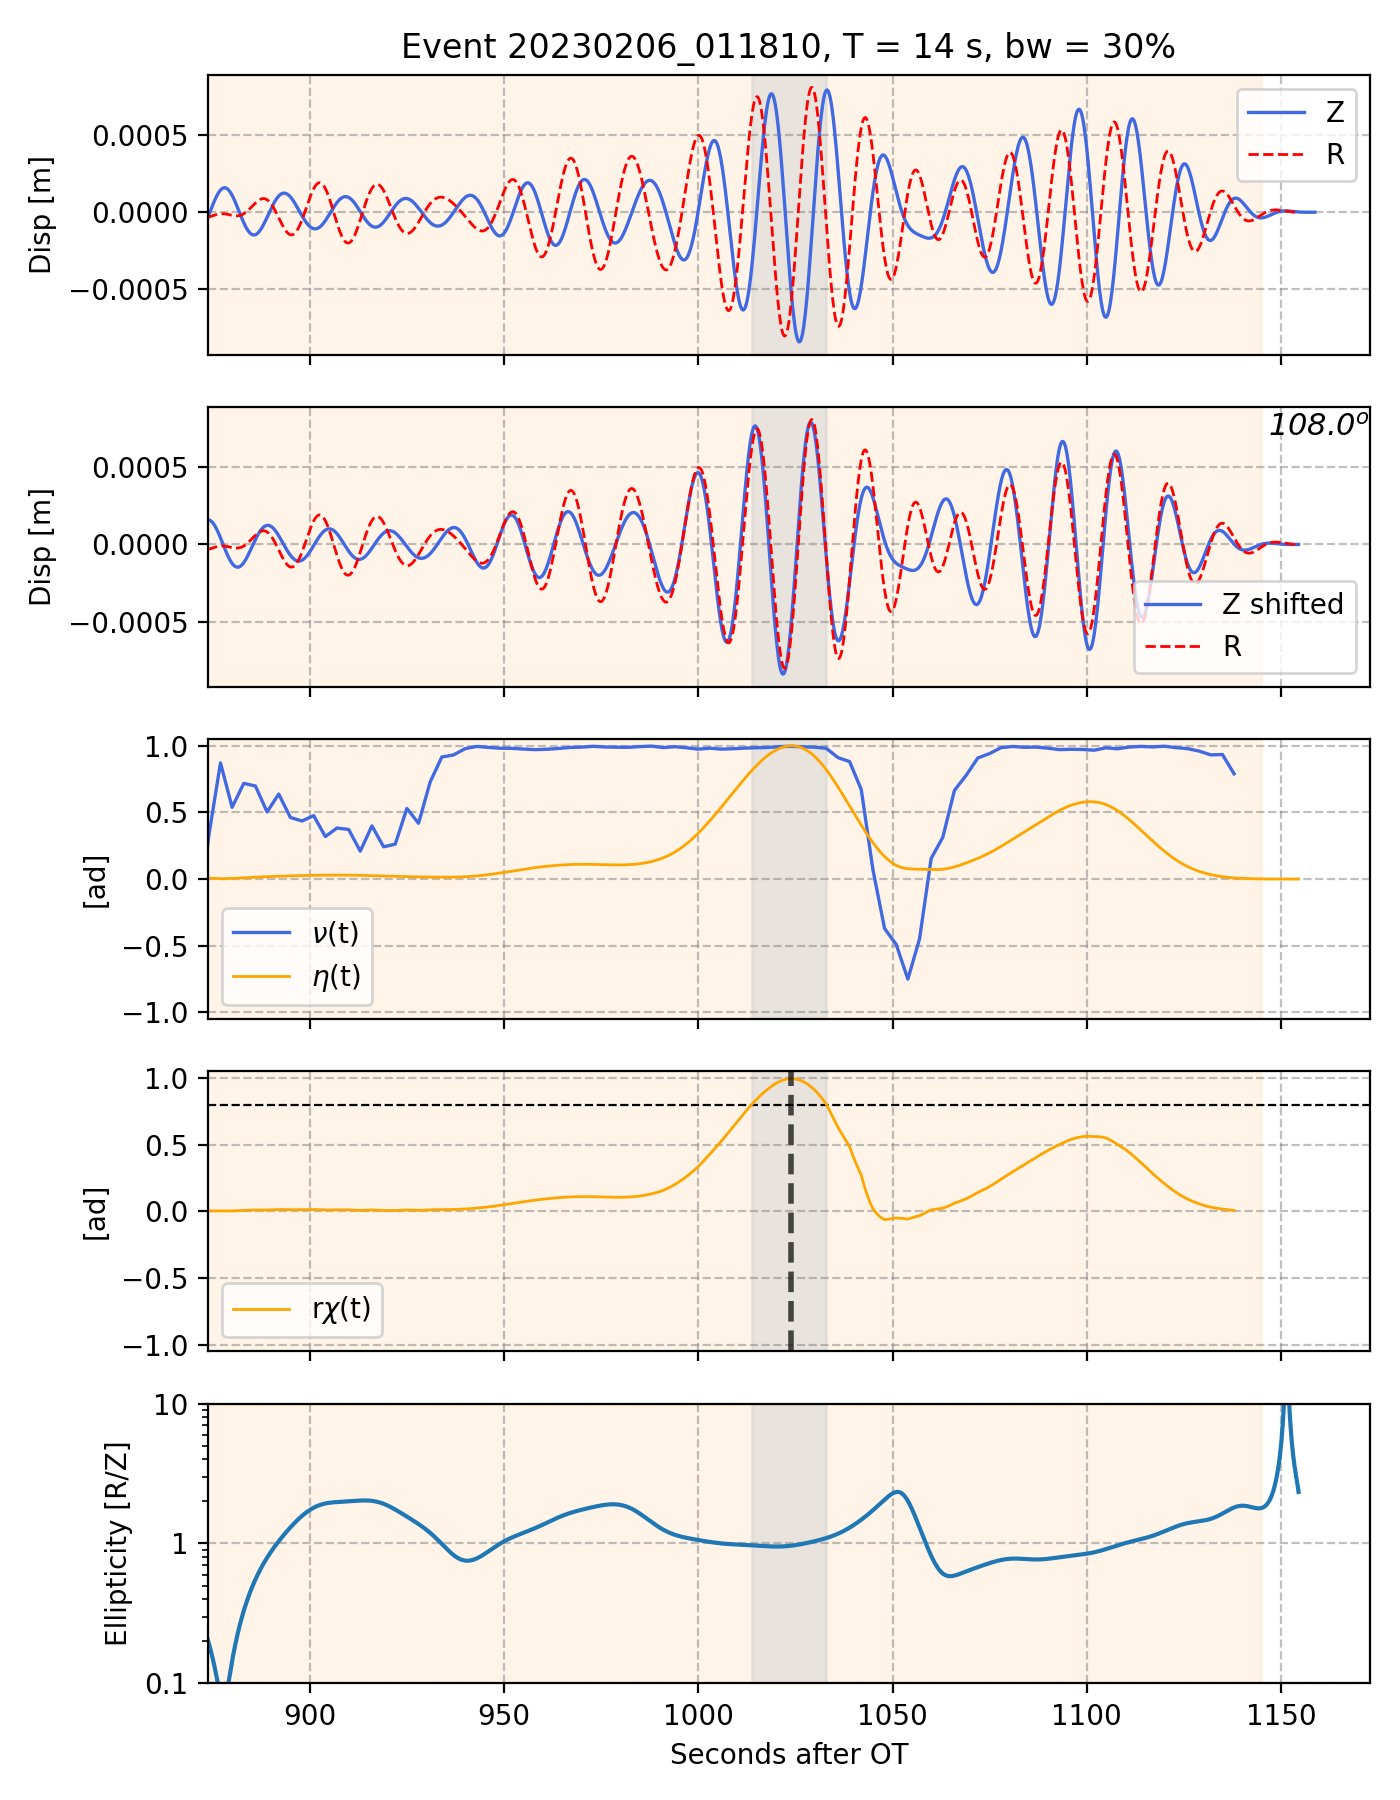 Event 20230206_011810, T = 14 s, bw = 30%
Disp [m]
0.0005
0.0000
−0.0005
Z
R
Disp [m]
0.0005
0.0000
−0.0005
108.0º
Z shifted
R
[ad]
1.0
0.5
0.0
−0.5
−1.0
ν(t)
η(t)
[ad]
1.0
0.5
0.0
−0.5
−1.0
rχ(t)
Ellipticity [R/Z]
10
1
0.1
900
950
1000
1050
1100
1150
Seconds after OT